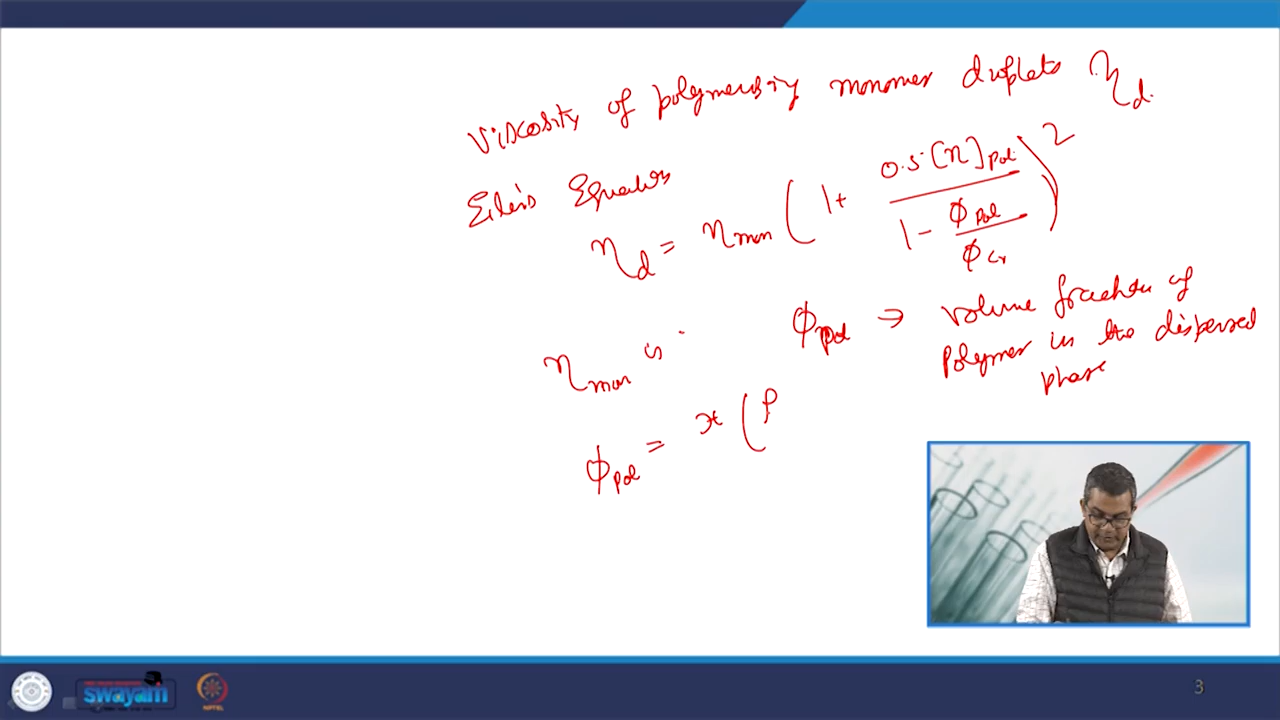 Viscosity of polymerising monomer droplets η_d.
Eiler's Equation
η_d = η_mon ( 1 + 0.5 [η]_pol / ( 1 - ϕ_pol / ϕ_cr ) )^2
ϕ_pol → volume fraction of
polymer in the dispersed
phase
η_mon is
ϕ_pol = x ( ρ
swayam
3